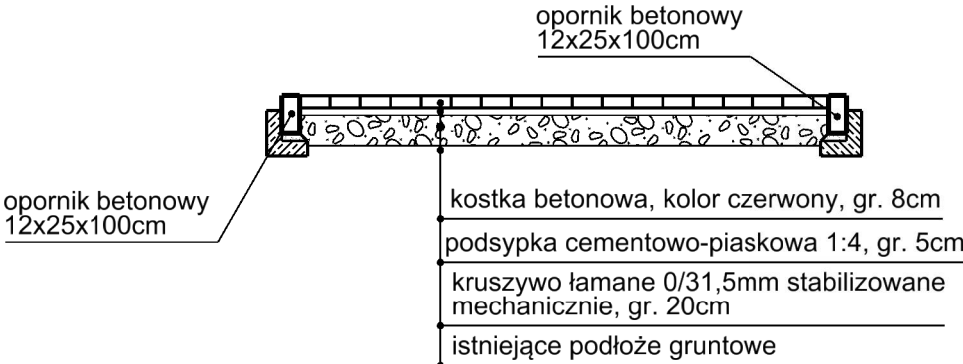 opornik betonowy
12x25x100cm
opornik betonowy
12x25x100cm
kostka betonowa, kolor czerwony, gr. 8cm
podsypka cementowo-piaskowa 1:4, gr. 5cm
kruszywo łamane 0/31,5mm stabilizowane
mechanicznie, gr. 20cm
istniejące podłoże gruntowe